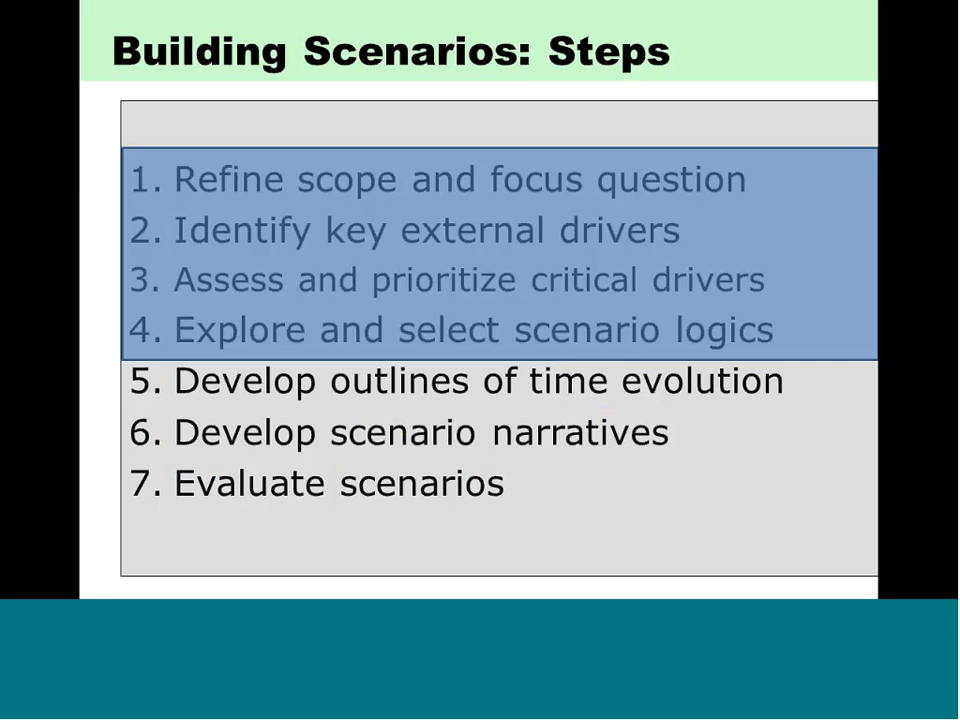 Building Scenarios: Steps
1. Refine scope and focus question
2. Identify key external drivers
3. Assess and prioritize critical drivers
4. Explore and select scenario logics
5. Develop outlines of time evolution
6. Develop scenario narratives
7. Evaluate scenarios